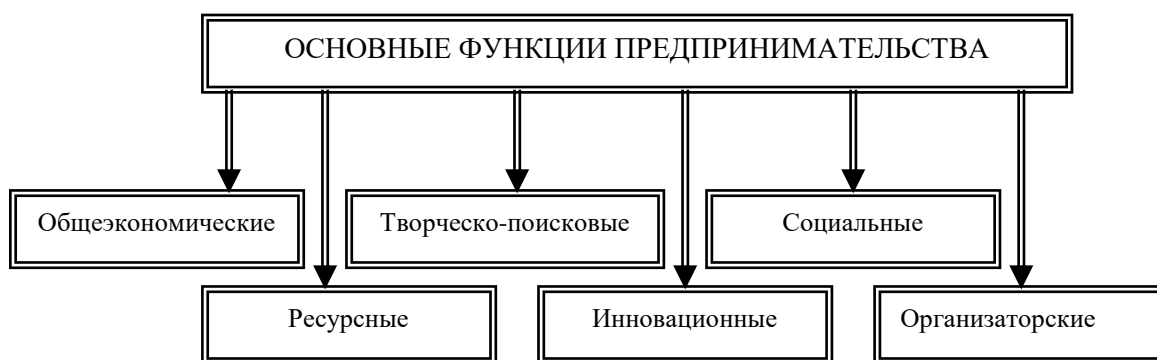 ОСНОВНЫЕ ФУНКЦИИ ПРЕДПРИНИМАТЕЛЬСТВА
Общеэкономические
Творческо-поисковые
Социальные
Ресурсные
Инновационные
Организаторские